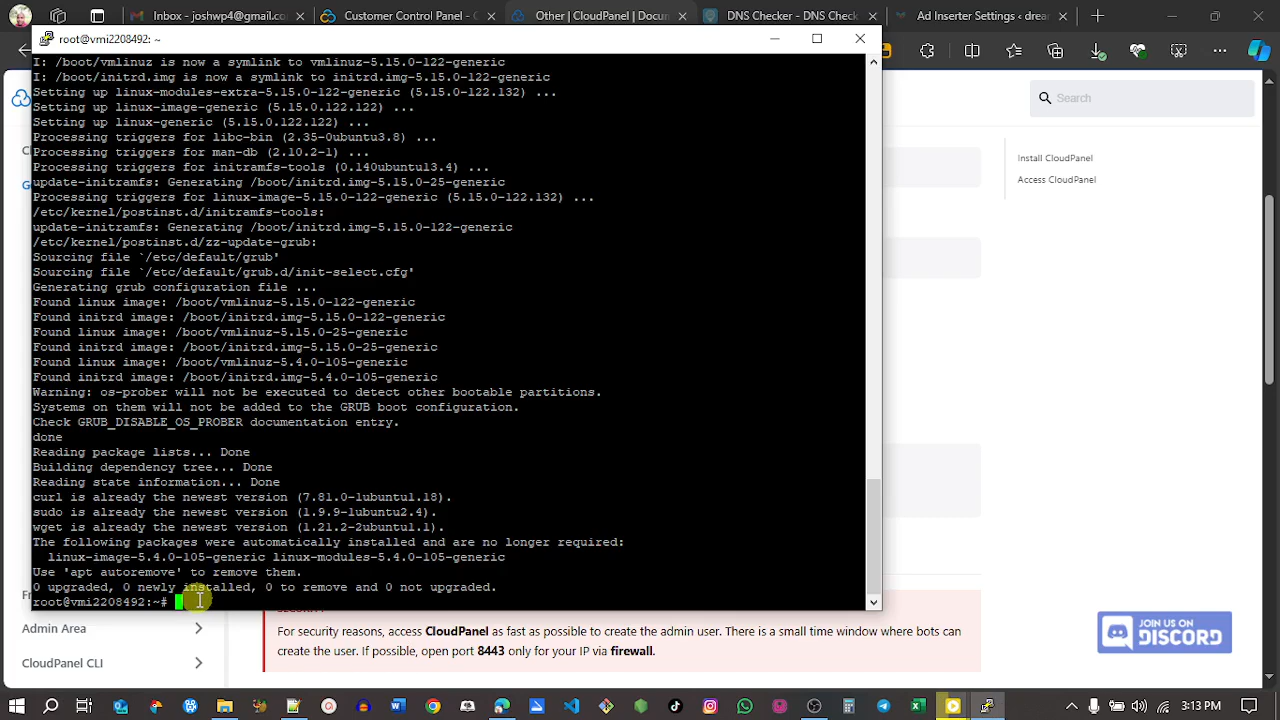 Inbox - joshwp4@gmail.co
Customer Control Panel - C
Other | CloudPanel | Docum
DNS Checker - DNS Check
Ad Inserter Settings ‹ drea
root@vmi2208492: ~
I: /boot/vmlinuz is now a symlink to vmlinuz-5.15.0-122-generic
I: /boot/initrd.img is now a symlink to initrd.img-5.15.0-122-generic
Setting up linux-modules-extra-5.15.0-122-generic (5.15.0-122.132) ...
Setting up linux-image-generic (5.15.0.122.122) ...
Setting up linux-generic (5.15.0.122.122) ...
Processing triggers for libc-bin (2.35-0ubuntu3.8) ...
Processing triggers for man-db (2.10.2-1) ...
Processing triggers for initramfs-tools (0.140ubuntu13.4) ...
update-initramfs: Generating /boot/initrd.img-5.15.0-25-generic
Processing triggers for linux-image-5.15.0-122-generic (5.15.0-122.132) ...
/etc/kernel/postinst.d/initramfs-tools:
update-initramfs: Generating /boot/initrd.img-5.15.0-122-generic
/etc/kernel/postinst.d/zz-update-grub:
Sourcing file `/etc/default/grub'
Sourcing file `/etc/default/grub.d/init-select.cfg'
Generating grub configuration file ...
Found linux image: /boot/vmlinuz-5.15.0-122-generic
Found initrd image: /boot/initrd.img-5.15.0-122-generic
Found linux image: /boot/vmlinuz-5.15.0-25-generic
Found initrd image: /boot/initrd.img-5.15.0-25-generic
Found linux image: /boot/vmlinuz-5.4.0-105-generic
Found initrd image: /boot/initrd.img-5.4.0-105-generic
Warning: os-prober will not be executed to detect other bootable partitions.
Systems on them will not be added to the GRUB boot configuration.
Check GRUB_DISABLE_OS_PROBER documentation entry.
done
Reading package lists... Done
Building dependency tree... Done
Reading state information... Done
curl is already the newest version (7.81.0-1ubuntu1.18).
sudo is already the newest version (1.9.9-1ubuntu2.4).
wget is already the newest version (1.21.2-2ubuntu1.1).
The following packages were automatically installed and are no longer required:
linux-image-5.4.0-105-generic linux-modules-5.4.0-105-generic
Use 'apt autoremove' to remove them.
0 upgraded, 0 newly installed, 0 to remove and 0 not upgraded.
root@vmi2208492:~#
Search
Install CloudPanel
Access CloudPanel
Admin Area
CloudPanel CLI
For security reasons, access CloudPanel as fast as possible to create the admin user. There is a small time window where bots can
create the user. If possible, open port 8443 only for your IP via firewall.
JOIN US ON
DISCORD
3:13 PM